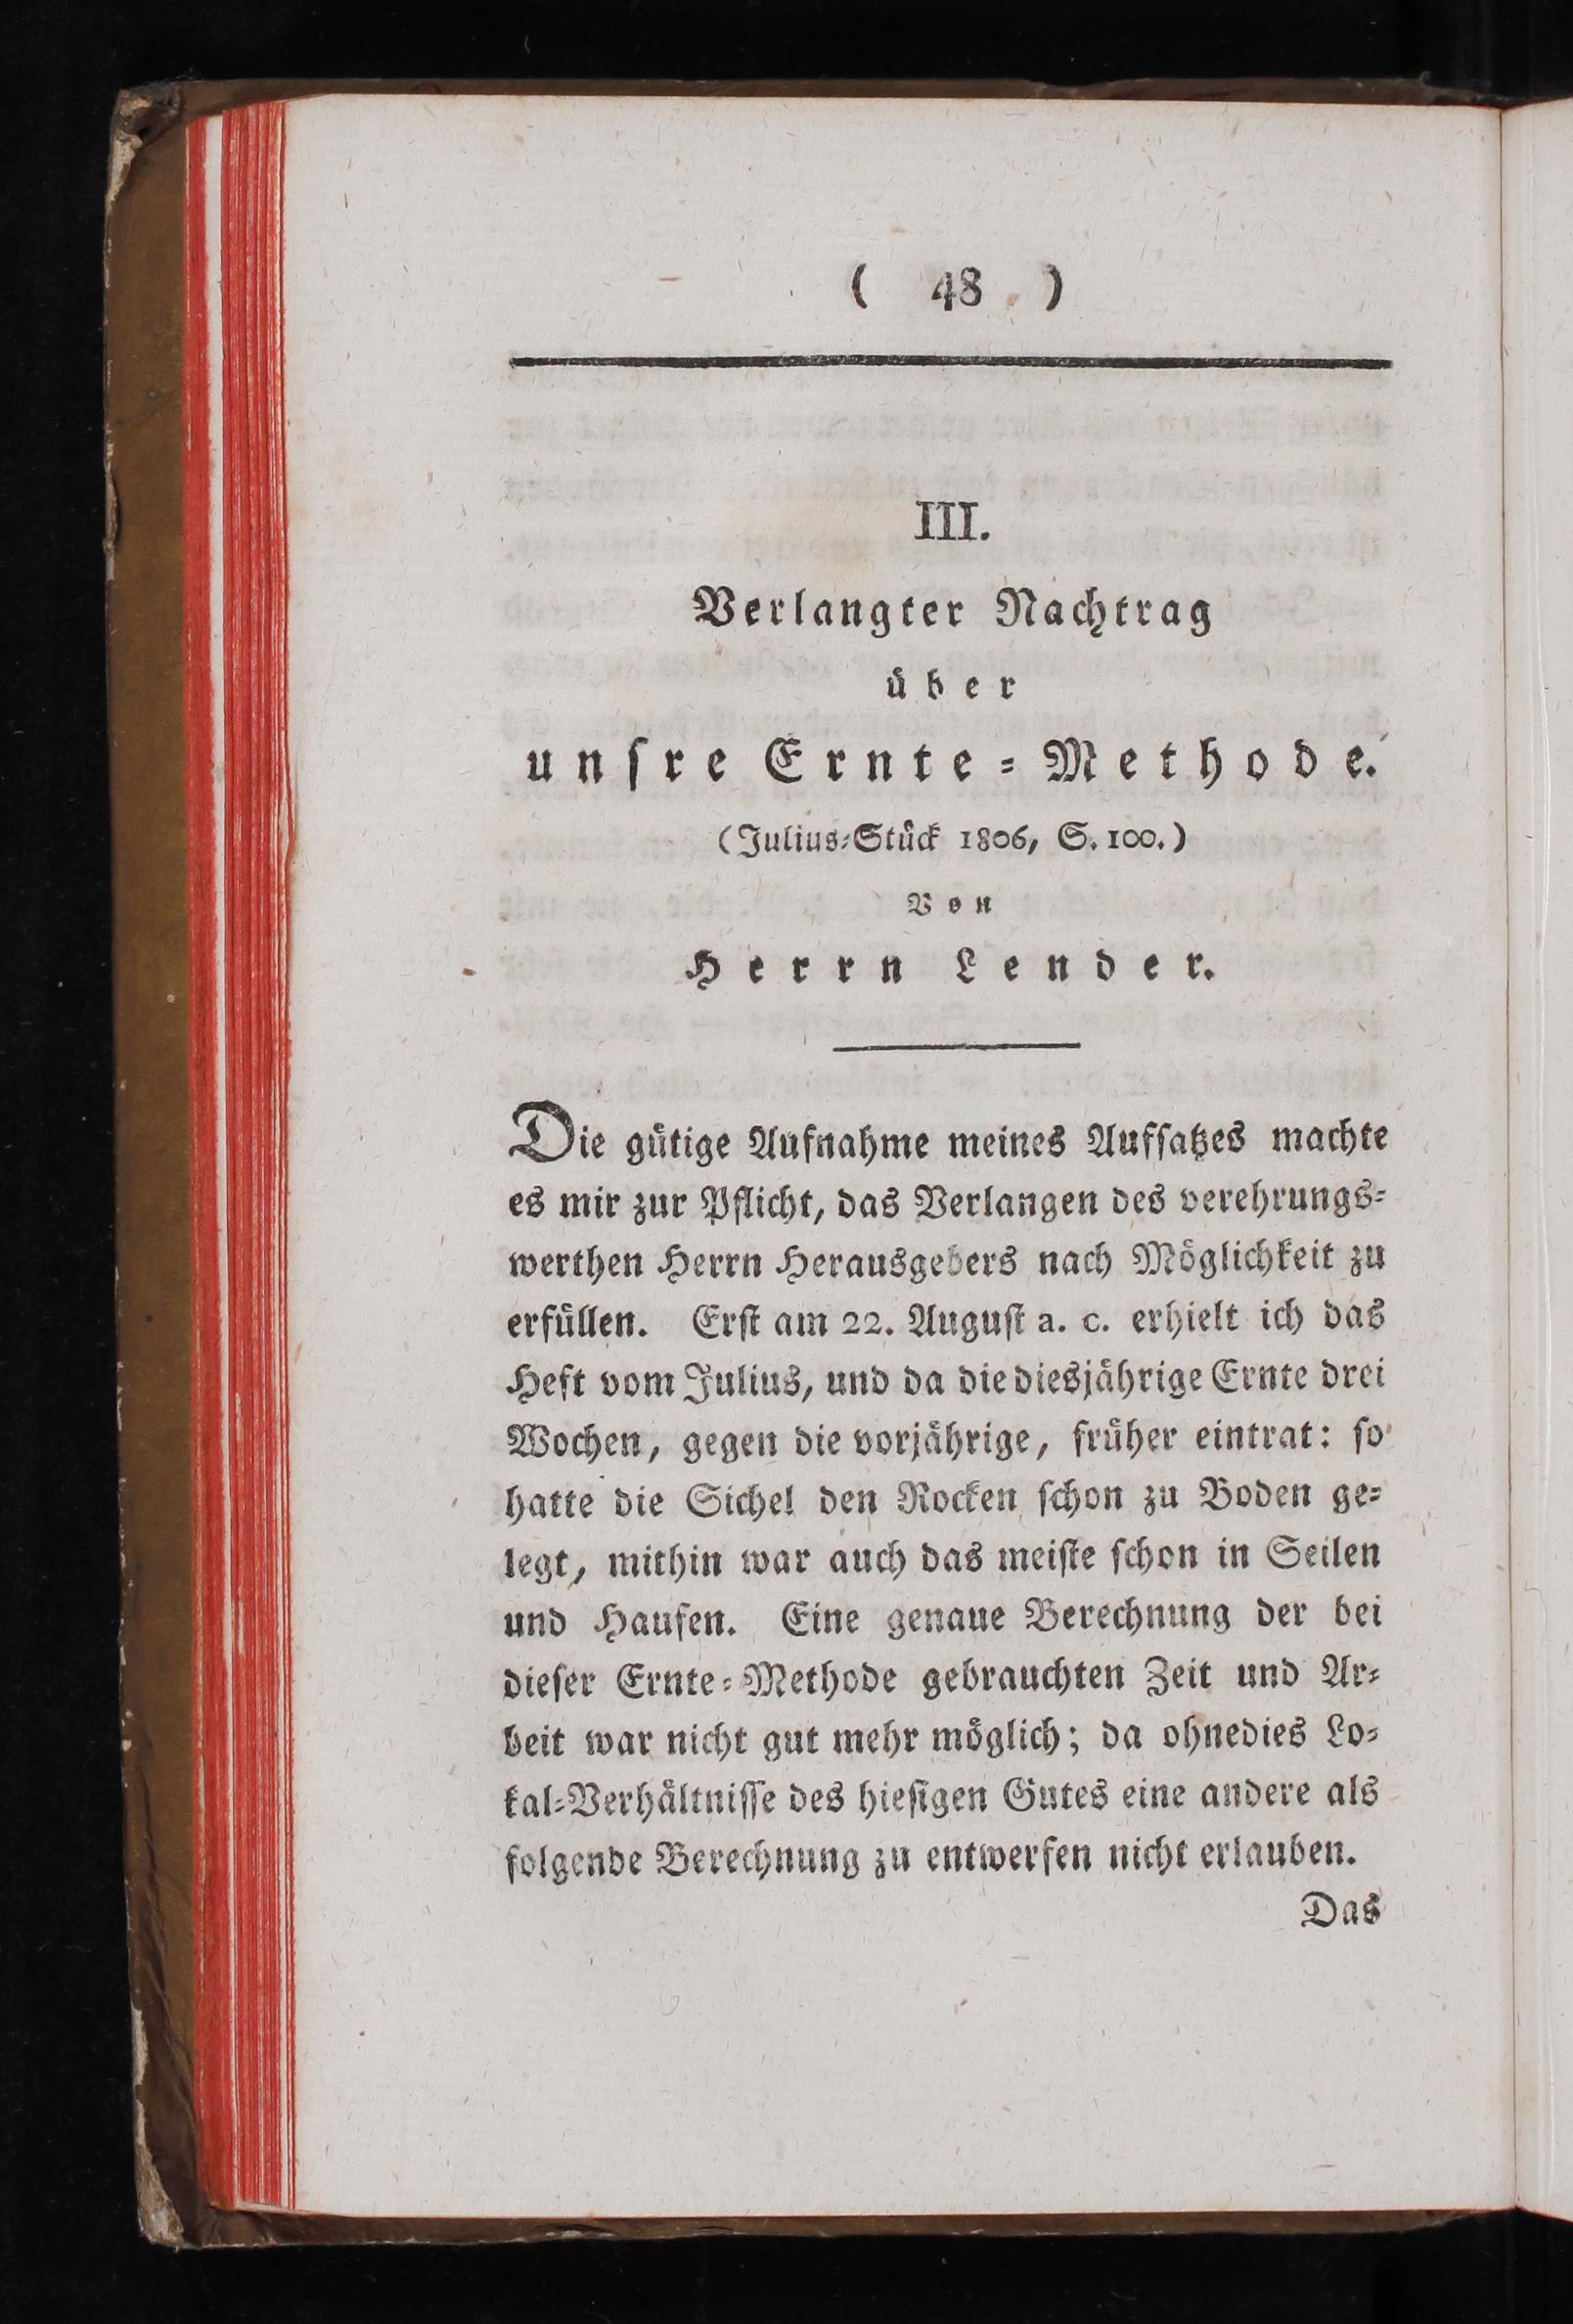 ( 48 )
III.
Verlangter Nachtrag
über
unſre Ernte-Methode.
(Julius-Stück 1806, S. 100.)
Von
Herrn Lender.
Die gütige Aufnahme meines Aufſatzes machte
es mir zur Pflicht, das Verlangen des verehrungs-
werthen Herrn Herausgebers nach Möglichkeit zu
erfüllen. Erſt am 22. Auguſt a. c. erhielt ich das
Heft vom Julius, und da die diesjährige Ernte drei
Wochen, gegen die vorjährige, früher eintrat: ſo
hatte die Sichel den Rocken ſchon zu Boden ge-
legt, mithin war auch das meiſte ſchon in Seilen
und Haufen. Eine genaue Berechnung der bei
dieſer Ernte-Methode gebrauchten Zeit und Ar-
beit war nicht gut mehr möglich; da ohnedies Lo-
kal-Verhältniſſe des hieſigen Gutes eine andere als
folgende Berechnung zu entwerfen nicht erlauben.
Das